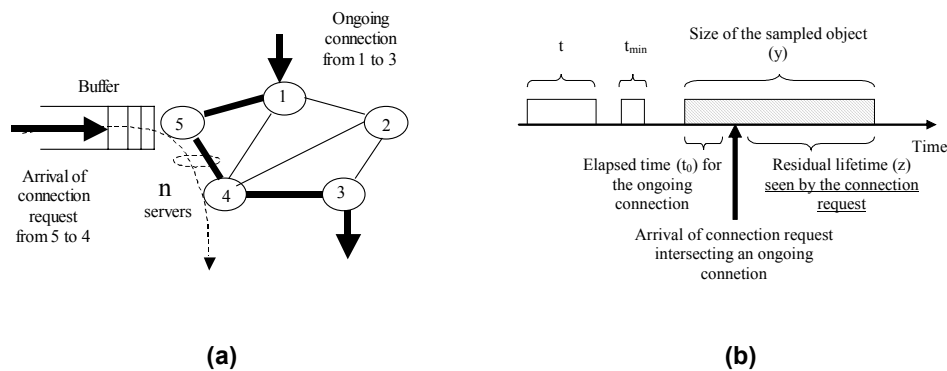 Ongoing
connection
from 1 to 3
Buffer
1
5
2
Arrival of
connection
request
from 5 to 4
n
servers
4
3
(a)
Size of the sampled object
(y)
t
tmin
Time
Elapsed time (t0) for
the ongoing
connection
Residual lifetime (z)
seen by the connection
request
Arrival of connection request
intersecting an ongoing
connetion
(b)